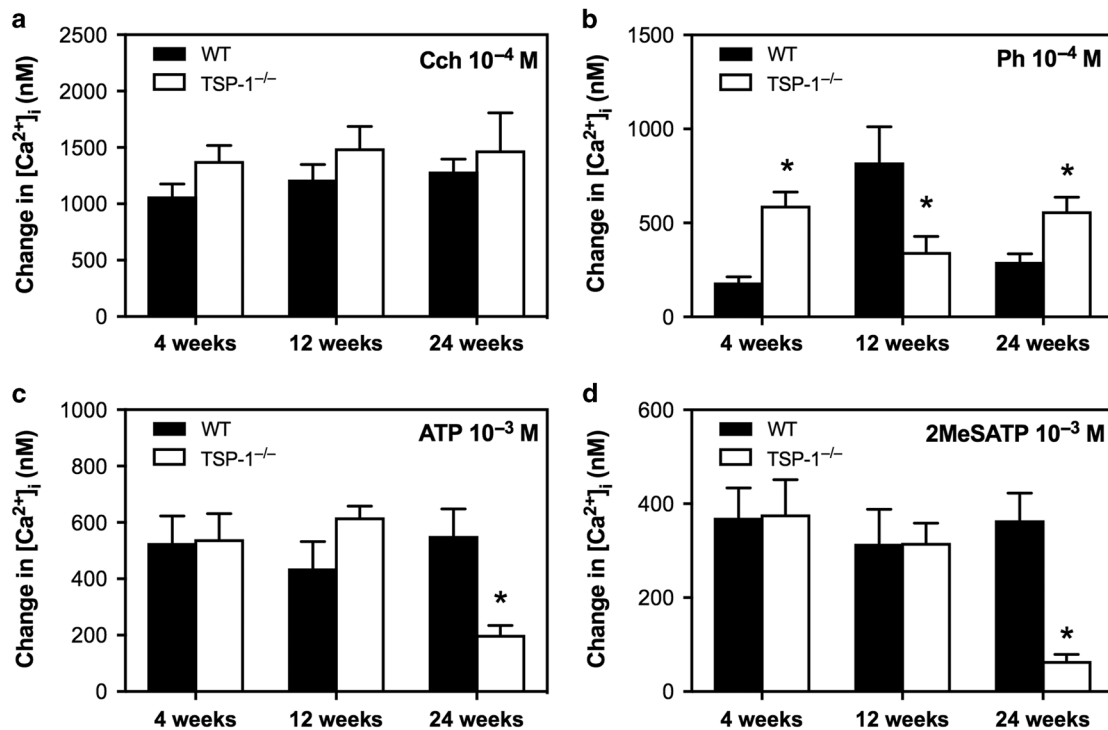 a
2500
2000
1500
1000
500
0
Change in [Ca²⁺]ᵢ (nM)
WT
TSP-1⁻/⁻
Cch 10⁻⁴ M
4 weeks
12 weeks
24 weeks
b
1500
1000
500
0
Change in [Ca²⁺]ᵢ (nM)
WT
TSP-1⁻/⁻
Ph 10⁻⁴ M
*
*
*
4 weeks
12 weeks
24 weeks
c
1000
800
600
400
200
0
Change in [Ca²⁺]ᵢ (nM)
WT
TSP-1⁻/⁻
ATP 10⁻³ M
*
4 weeks
12 weeks
24 weeks
d
600
400
200
0
Change in [Ca²⁺]ᵢ (nM)
WT
TSP-1⁻/⁻
2MeSATP 10⁻³ M
*
4 weeks
12 weeks
24 weeks